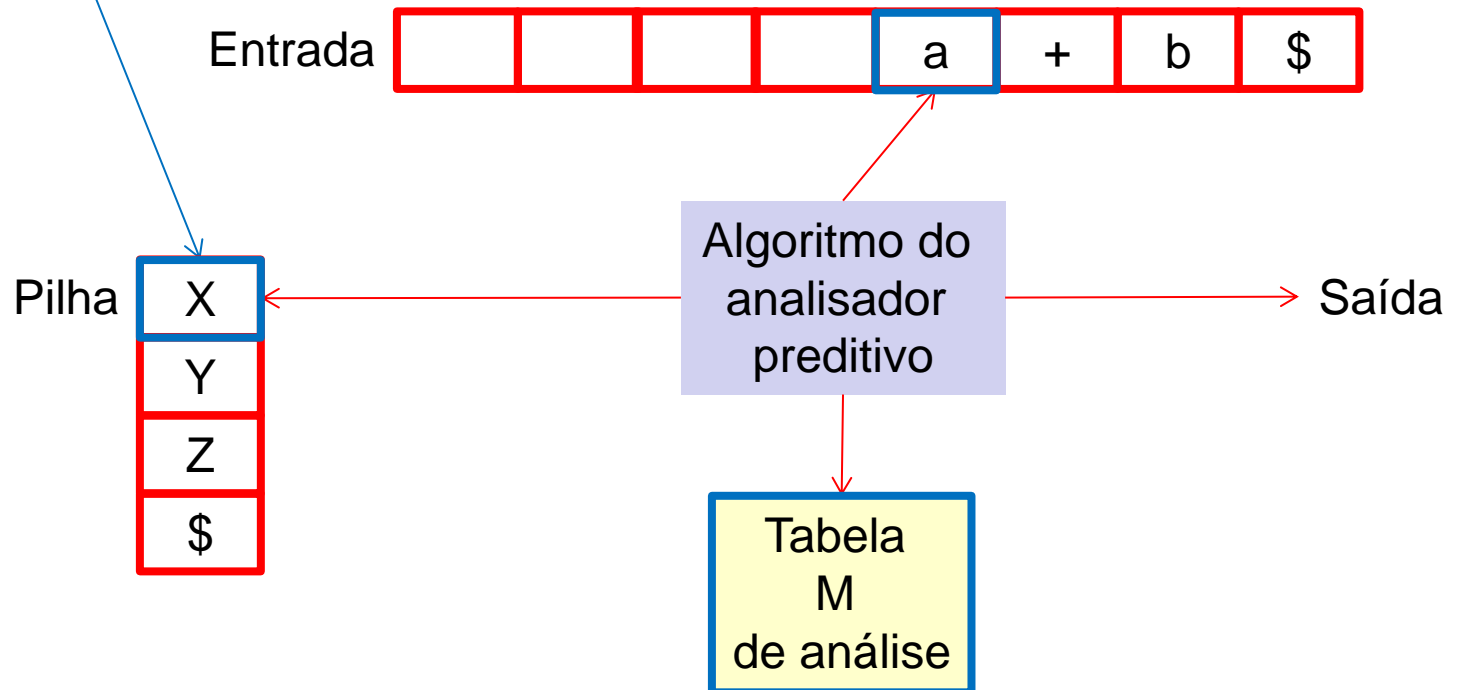 Entrada a + b $
Algoritmo do
analisador
preditivo
Pilha X
Saída
Y
Z
$
Tabela
M
de análise